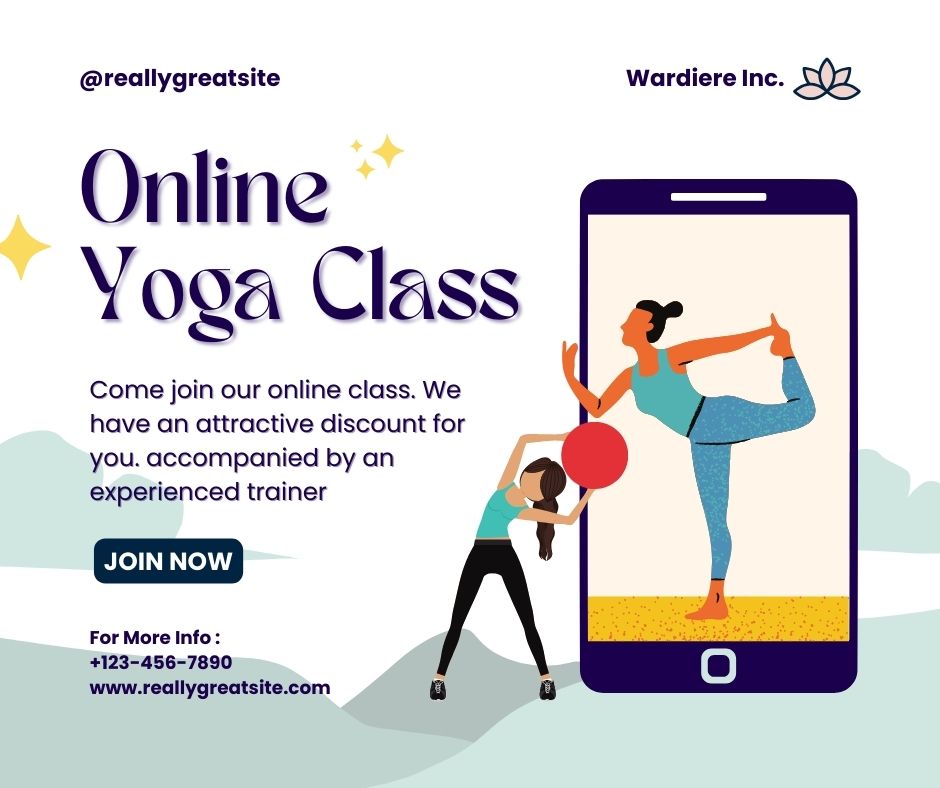 @reallygreatsite
Wardiere Inc.
Online
Yoga Class
Come join our online class. We
have an attractive discount for
you. accompanied by an
experienced trainer
JOIN NOW
For More Info :
+123-456-7890
www.reallygreatsite.com